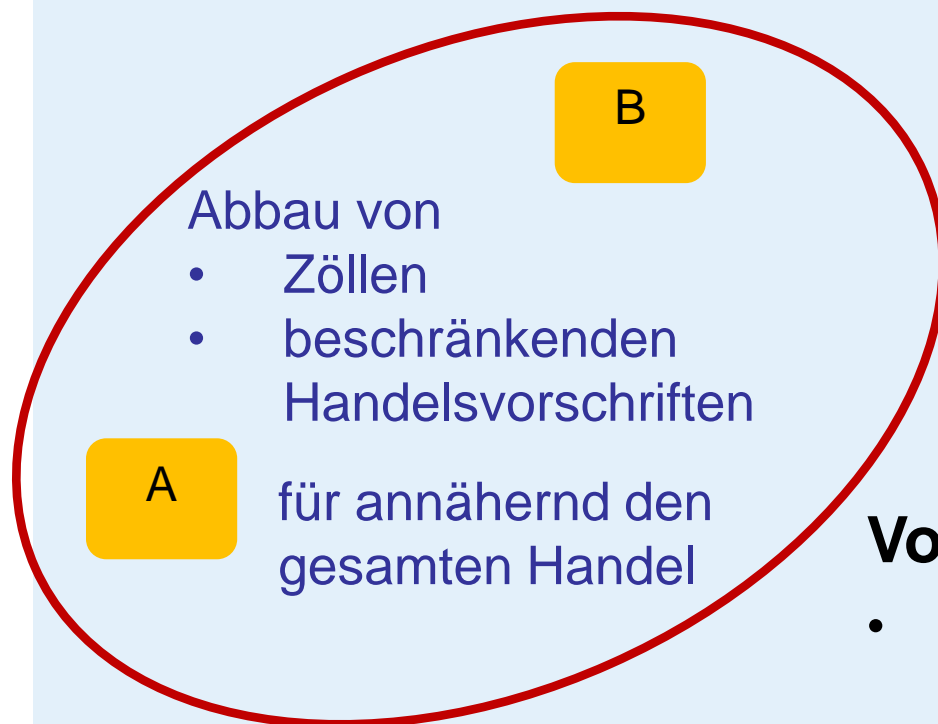 B
Abbau von
• Zöllen
• beschränkenden
Handelsvorschriften
A
für annähernd den
gesamten Handel
Vo
•